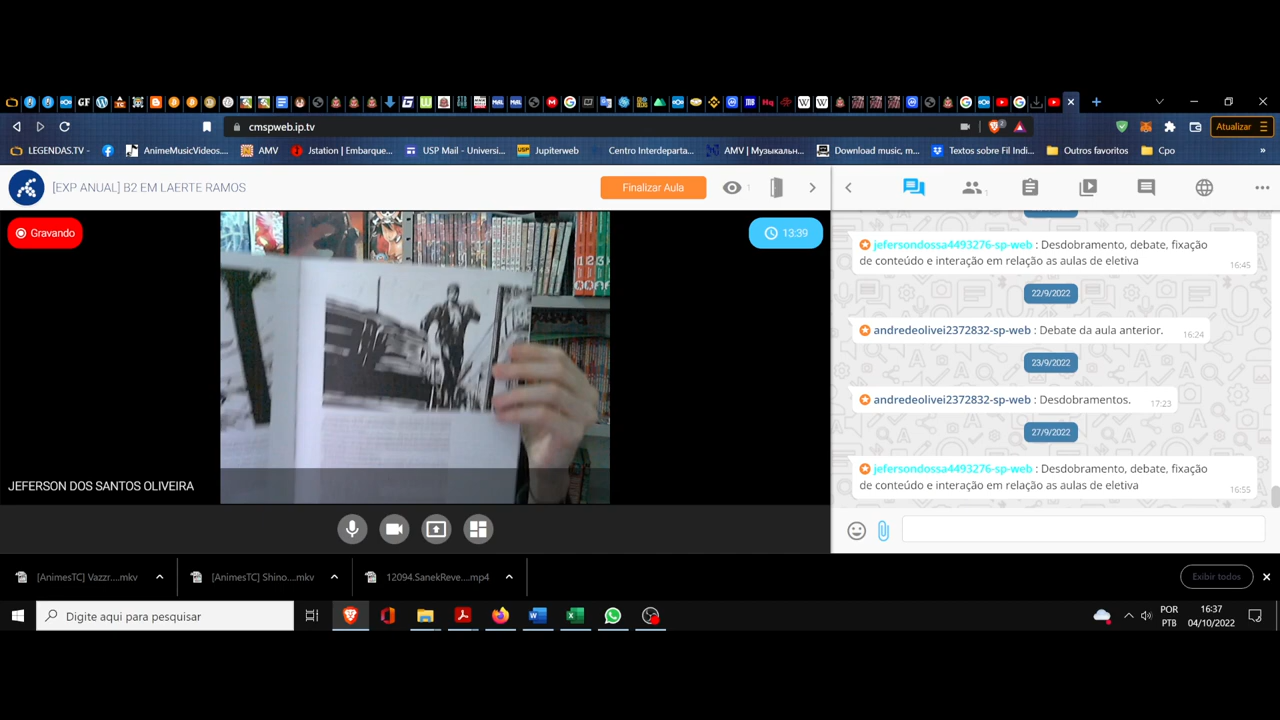 cmspweb.ip.tv
2
Atualizar
LEGENDAS.TV -
AnimeMusicVideos...
AMV
Jstation | Embarque...
USP Mail - Universi...
Jupiterweb
Centro Interdeparta...
AMV | Музыкальн...
Download music, m...
Textos sobre Fil Indi...
Outros favoritos
Cpo
»
[EXP ANUAL] B2 EM LAERTE RAMOS
Finalizar Aula
1
1
Gravando
13:39
JEFERSON DOS SANTOS OLIVEIRA
jefersondossa4493276-sp-web : Desdobramento, debate, fixação
de conteúdo e interação em relação as aulas de eletiva
16:45
22/9/2022
andredeolivei2372832-sp-web : Debate da aula anterior.
16:24
23/9/2022
andredeolivei2372832-sp-web : Desdobramentos.
17:23
27/9/2022
jefersondossa4493276-sp-web : Desdobramento, debate, fixação
de conteúdo e interação em relação as aulas de eletiva
16:55
[AnimesTC] Vazzr....mkv
[AnimesTC] Shino....mkv
12094.SanekReve....mp4
Exibir todos
Digite aqui para pesquisar
POR
PTB
16:37
04/10/2022